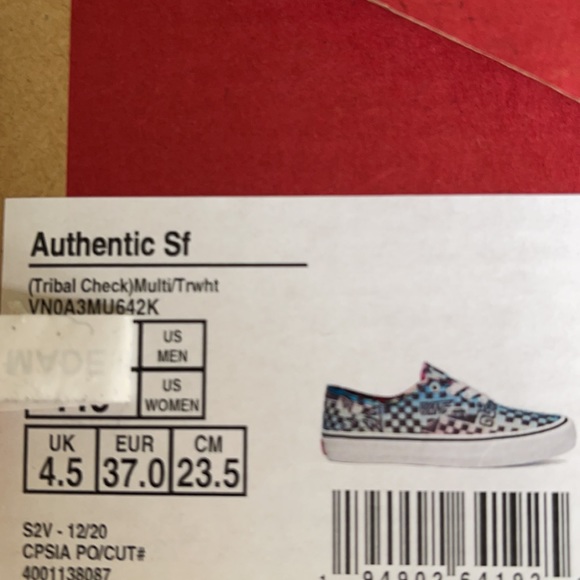 Authentic Sf
(Tribal Check)Multi/Trwht
VN0A3MU642K
MADE
US
MEN
US
WOMEN
UK EUR CM
4.5 37.0 23.5
S2V - 12/20
CPSIA PO/CUT#
4001138087